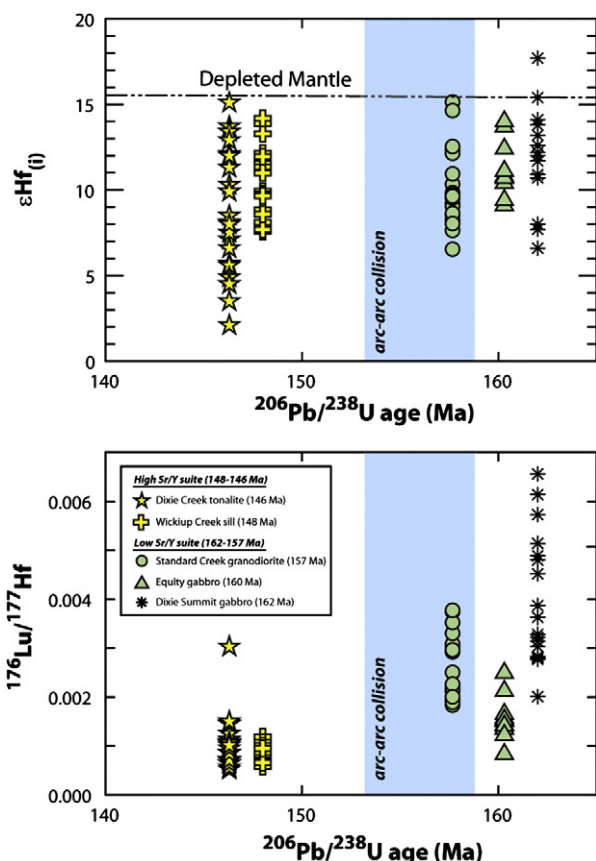 20
15
10
5
0
εHf(i)
Depleted Mantle
arc-arc collision
140
150
160
206Pb/238U age (Ma)
0.006
0.004
0.002
0.000
176Lu/177Hf
High Sr/Y suite (148-146 Ma)
Dixie Creek tonalite (146 Ma)
Wickiup Creek sill (148 Ma)
Low Sr/Y suite (162-157 Ma)
Standard Creek granodiorite (157 Ma)
Equity gabbro (160 Ma)
Dixie Summit gabbro (162 Ma)
arc-arc collision
140
150
160
206Pb/238U age (Ma)